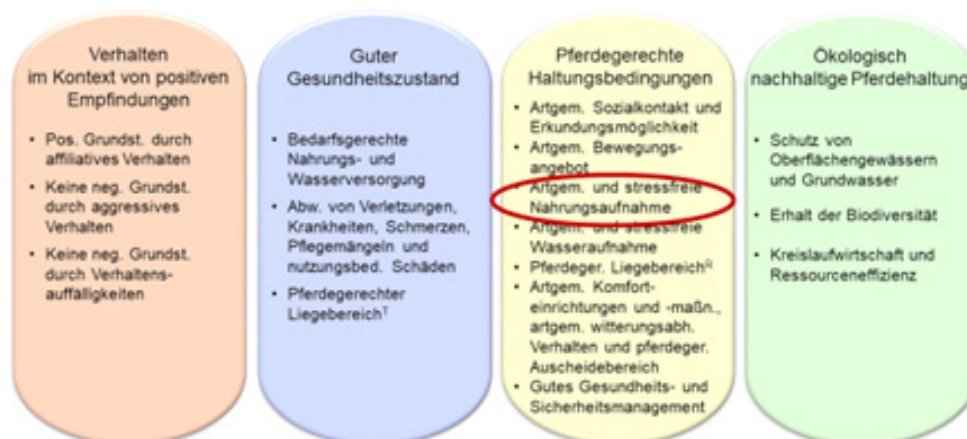 Verhalten
im Kontext von positiven
Empfindungen
• Pos. Grundst. durch
affiliatives Verhalten
• Keine neg. Grundst.
durch aggressives
Verhalten
• Keine neg. Grundst.
durch Verhaltens-
auffälligkeiten
Guter
Gesundheitszustand
• Bedarfsgerechte
Nahrungs- und
Wasserversorgung
• Abw. von Verletzungen,
Krankheiten, Schmerzen,
Pflegemängeln und
nutzungsbed. Schäden
• Pferdegerechter
Liegebereichᵀ
Pferdegerechte
Haltungsbedingungen
• Artgem. Sozialkontakt und
Erkundungsmöglichkeit
• Artgem. Bewegungs-
angebot
• Artgem. und stressfreie
Nahrungsaufnahme
• Artgem. und stressfreie
Wasseraufnahme
• Pferdeger. Liegebereichᴿ
• Artgem. Komfort-
einrichtungen und -maßn.,
artgem. witterungsabh.
Verhalten und pferdeger.
Auscheidebereich
• Gutes Gesundheits- und
Sicherheitsmanagement
Ökologisch
nachhaltige Pferdehaltung
• Schutz von
Oberflächengewässern
und Grundwasser
• Erhalt der Biodiversität
• Kreislaufwirtschaft und
Ressourceneffizienz